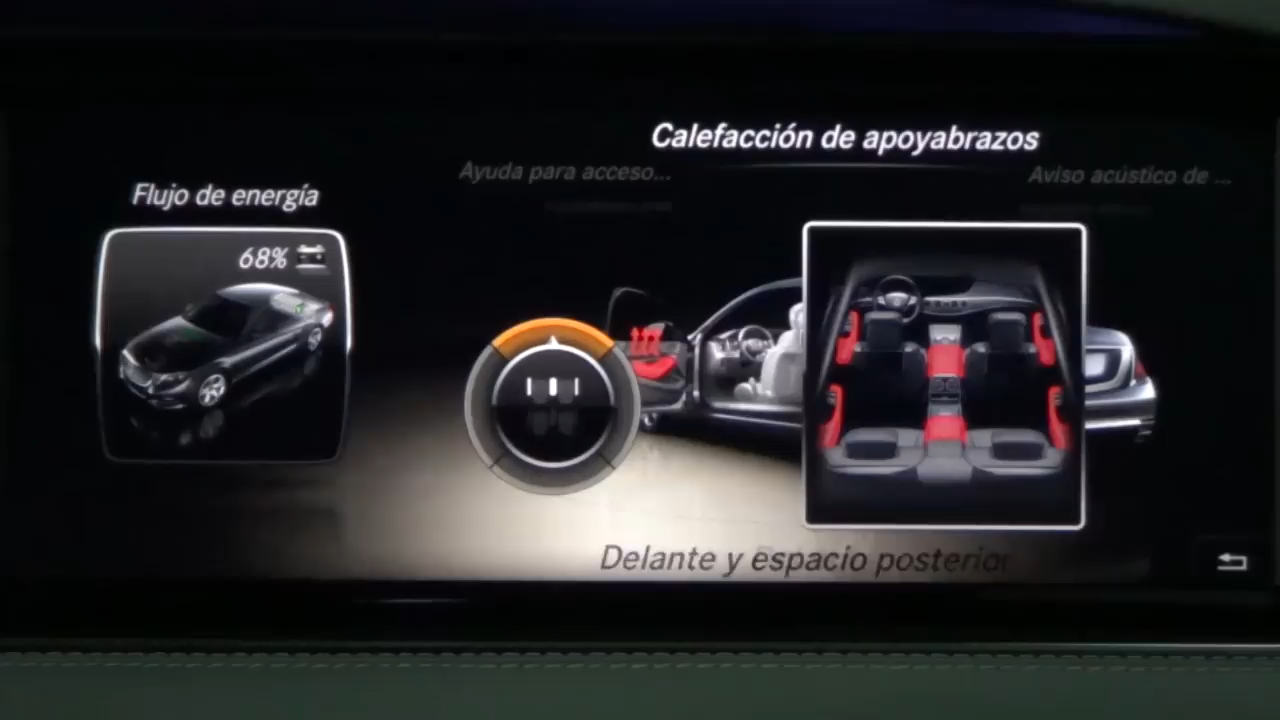 Calefacción de apoyabrazos
Ayuda para acceso...
Aviso acústico de ...
Flujo de energía
68%
Delante y espacio posterior